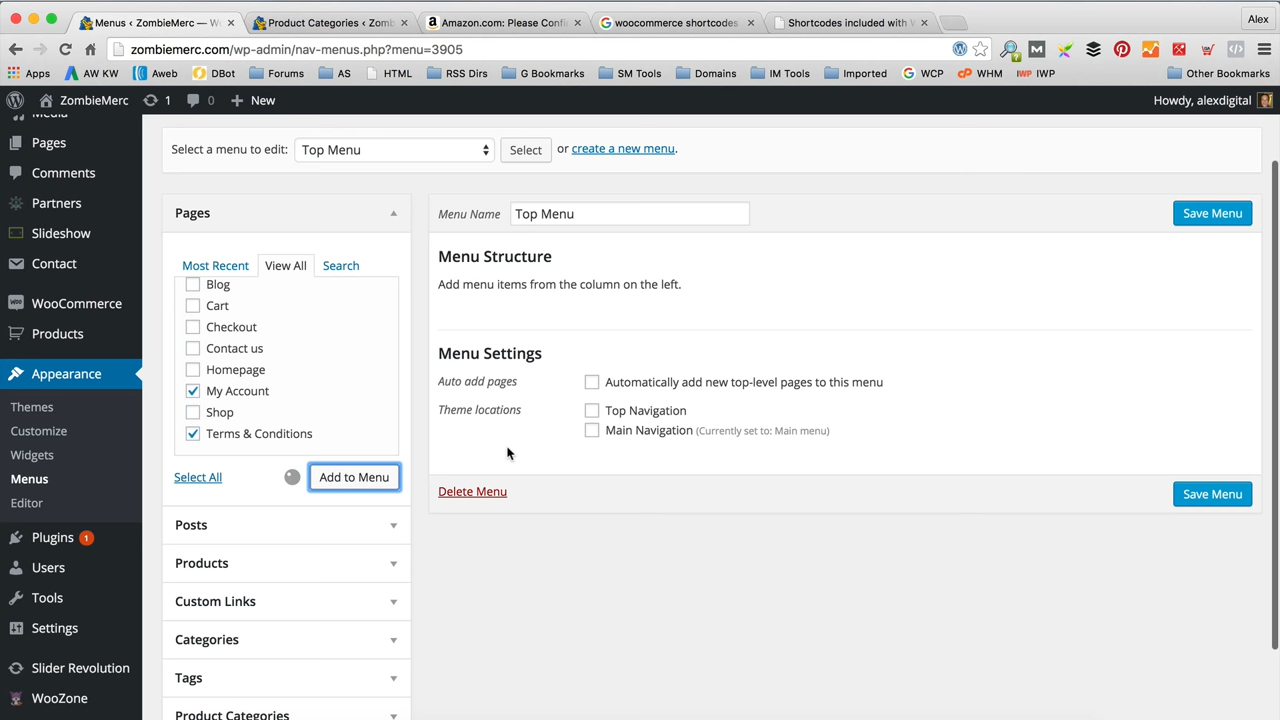 Menus ‹ ZombieMerc — W
Product Categories ‹ Zomb
Amazon.com: Please Confi
woocommerce shortcodes
Shortcodes included with W
Alex
zombiemerc.com/wp-admin/nav-menus.php?menu=3905
Apps
AW KW
Aweb
DBot
Forums
AS
HTML
RSS Dirs
G Bookmarks
SM Tools
Domains
IM Tools
Imported
WCP
WHM
IWP IWP
Other Bookmarks
ZombieMerc
1
0
New
Howdy, alexdigital
Media
Pages
Comments
Partners
Slideshow
Contact
WooCommerce
Products
Appearance
Themes
Customize
Widgets
Menus
Editor
Plugins 1
Users
Tools
Settings
Slider Revolution
WooZone
Select a menu to edit: Top Menu Select or create a new menu.
Pages
Most Recent View All Search
Blog
Cart
Checkout
Contact us
Homepage
My Account
Shop
Terms & Conditions
Select All Add to Menu
Posts
Products
Custom Links
Categories
Tags
Product Categories
Menu Name Top Menu Save Menu
Menu Structure
Add menu items from the column on the left.
Menu Settings
Auto add pages Automatically add new top-level pages to this menu
Theme locations Top Navigation
Main Navigation (Currently set to: Main menu)
Delete Menu Save Menu